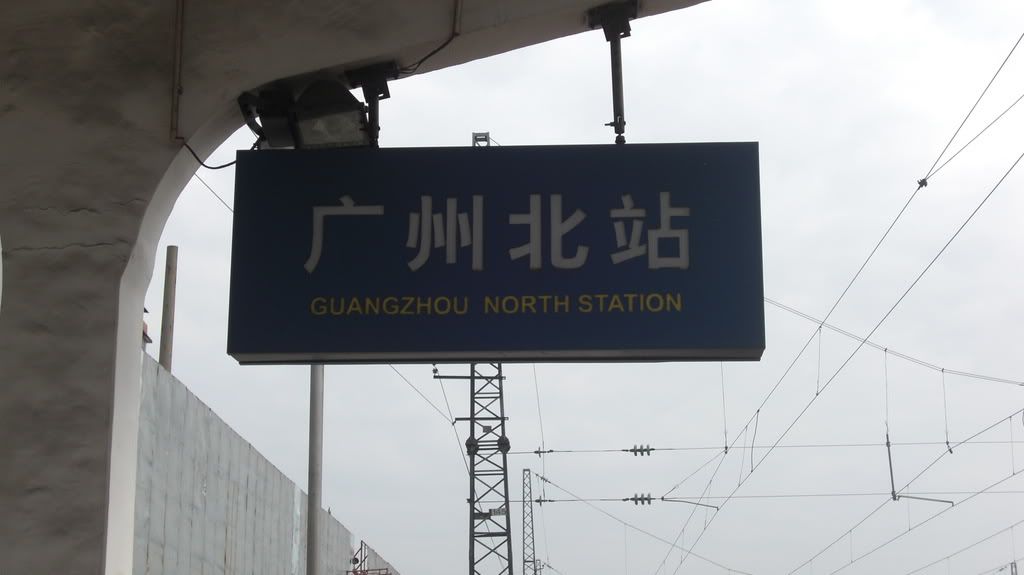 广州北站
GUANGZHOU NORTH STATION